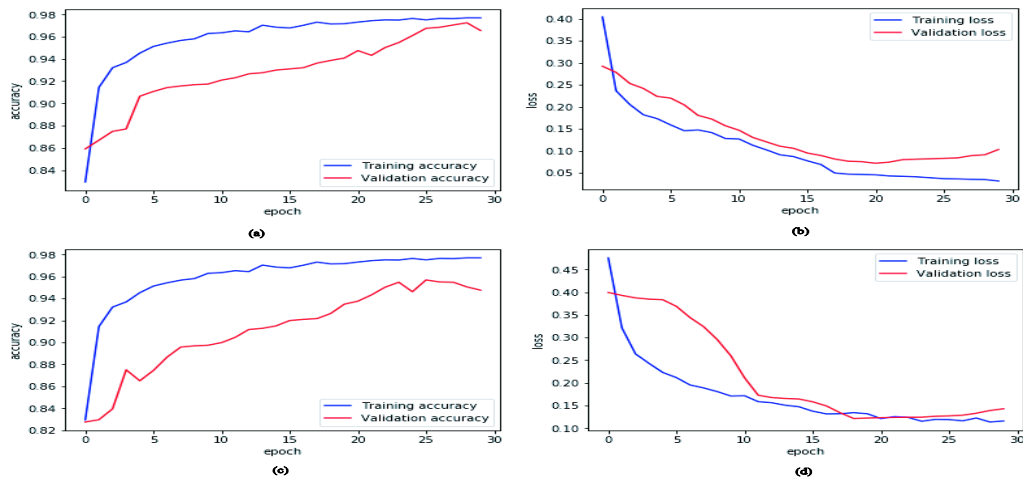 0.98
0.96
0.94
0.92
0.90
0.88
0.86
0.84
accuracy
Training accuracy
Validation accuracy
0 5 10 15 20 25 30
epoch
(a)
0.40
0.35
0.30
0.25
0.20
0.15
0.10
0.05
loss
Training loss
Validation loss
0 5 10 15 20 25 30
epoch
(b)
0.98
0.96
0.94
0.92
0.90
0.88
0.86
0.84
0.82
accuracy
Training accuracy
Validation accuracy
0 5 10 15 20 25 30
epoch
(c)
0.45
0.40
0.35
0.30
0.25
0.20
0.15
0.10
loss
Training loss
Validation loss
0 5 10 15 20 25 30
epoch
(d)